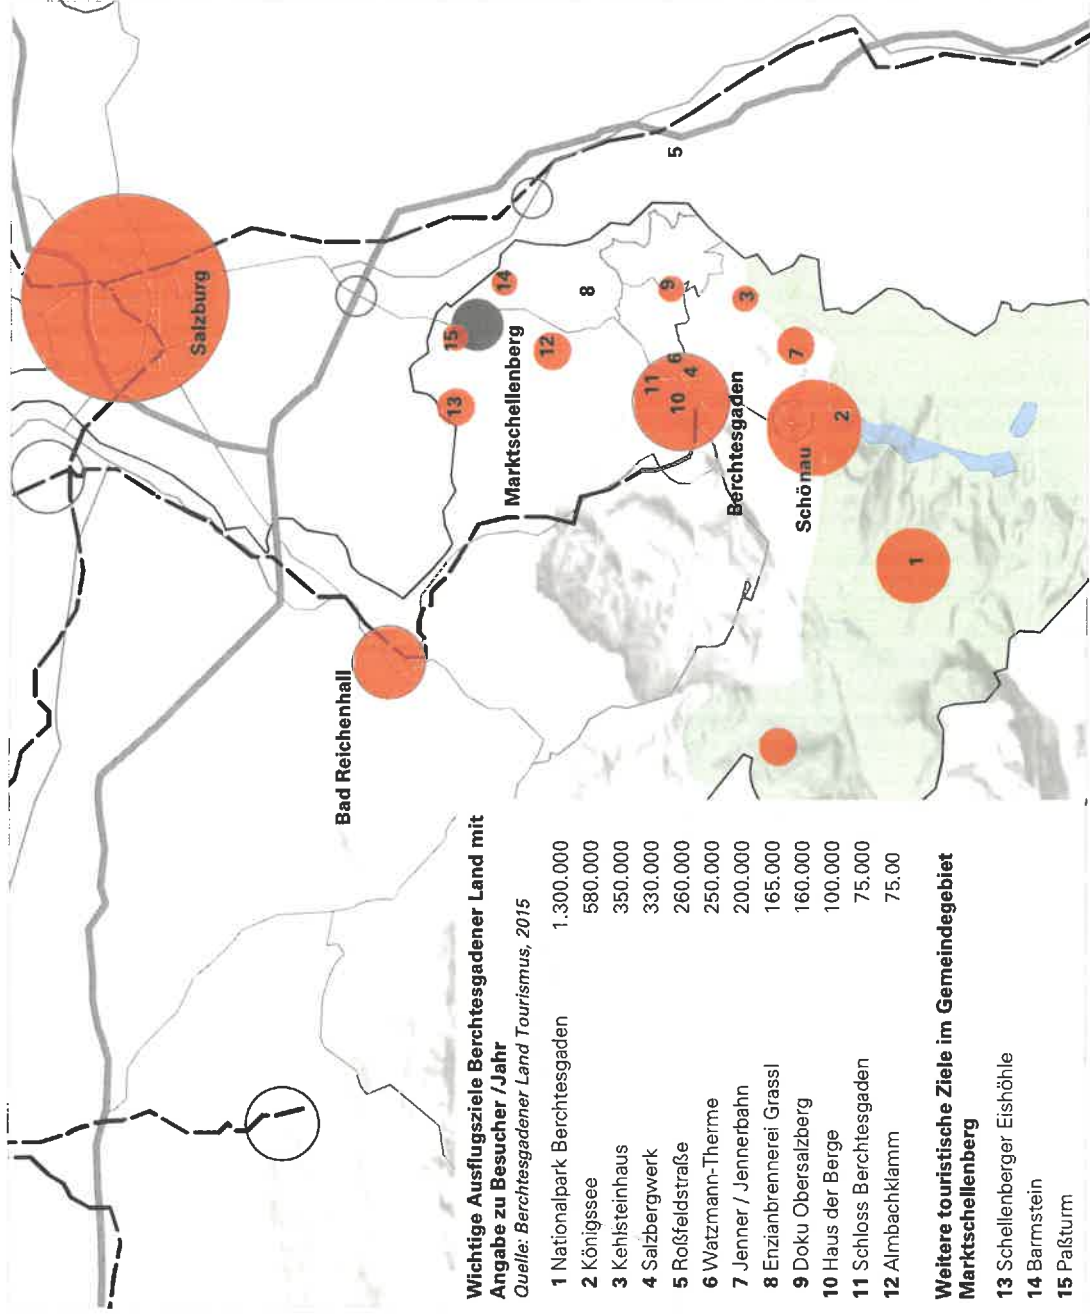 Wichtige Ausflugsziele Berchtesgadener Land mit
Angabe zu Besucher /Jahr
Quelle: Berchtesgadener Land Tourismus, 2015
1 Nationalpark Berchtesgaden 1.300.000
2 Königssee 580.000
3 Kehlsteinhaus 350.000
4 Salzbergwerk 330.000
5 Roßfeldstraße 260.000
6 Watzmann-Therme 250.000
7 Jenner / Jennerbahn 200.000
8 Enzianbrennerei Grassl 165.000
9 Doku Obersalzberg 160.000
10 Haus der Berge 100.000
11 Schloss Berchtesgaden 75.000
12 Almbachklamm 75.00
Weitere touristische Ziele im Gemeindegebiet
Marktschellenberg
13 Schellenberger Eishöhle
14 Barmstein
15 Paßturm
Salzburg
Bad Reichenhall
13
15
14
Marktschellenberg
12
8
5
11
10
6
4
9
Berchtesgaden
3
7
Schönau
2
1